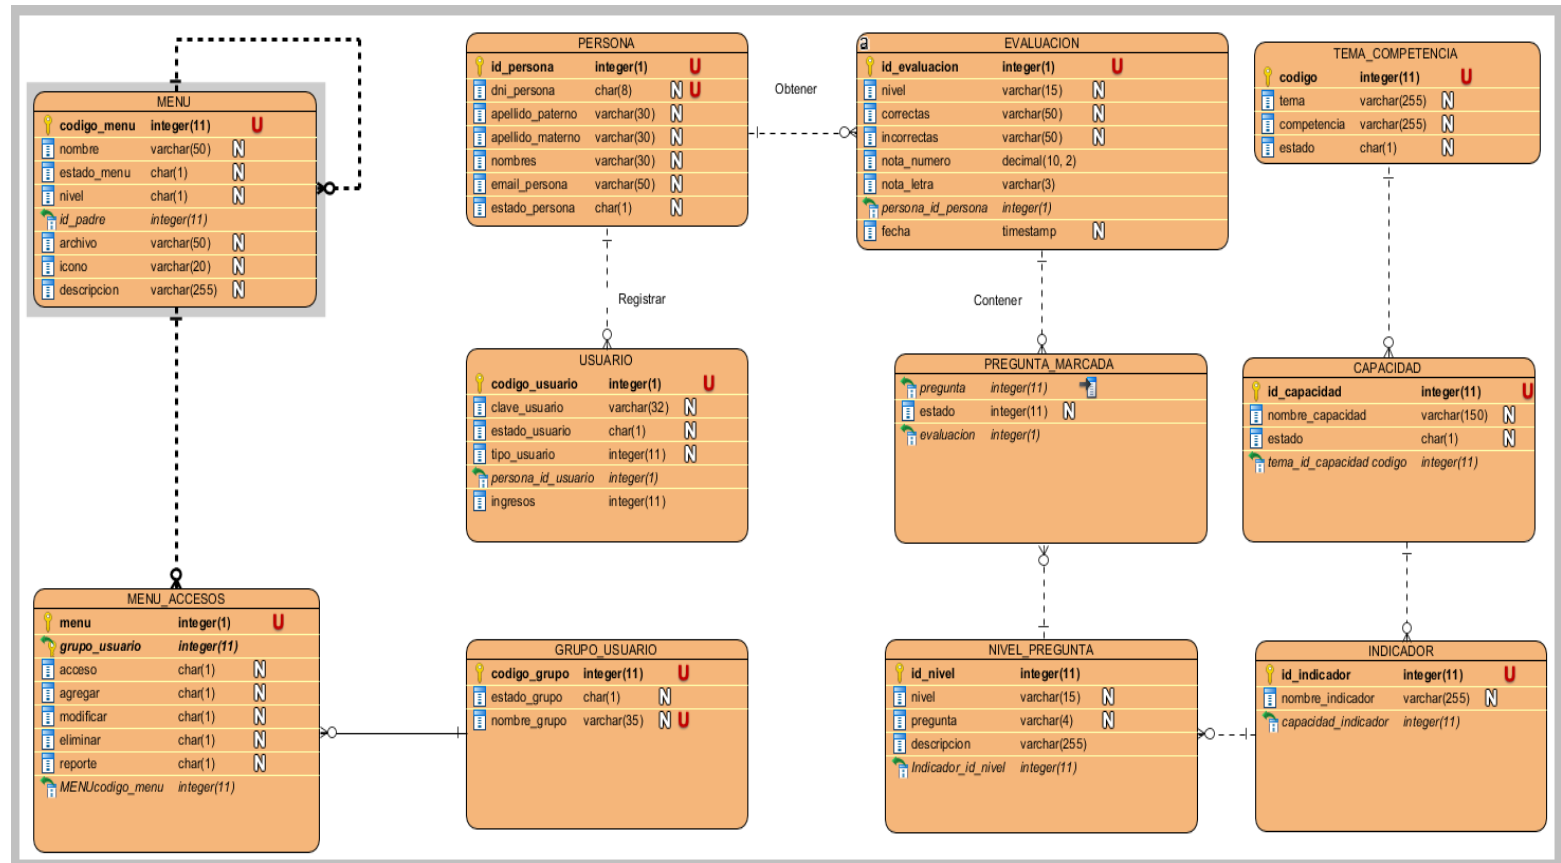 MENU
codigo_menu integer(11) U
nombre varchar(50) N
estado_menu char(1) N
nivel char(1) N
id_padre integer(11)
archivo varchar(50) N
icono varchar(20) N
descripcion varchar(255) N
PERSONA
id_persona integer(1) U
dni_persona char(8) N U
apellido_paterno varchar(30) N
apellido_materno varchar(30) N
nombres varchar(30) N
email_persona varchar(50) N
estado_persona char(1) N
Obtener
a
EVALUACION
id_evaluacion integer(1) U
nivel varchar(15) N
correctas varchar(50) N
incorrectas varchar(50) N
nota_numero decimal(10, 2)
nota_letra varchar(3)
persona_id_persona integer(1)
fecha timestamp N
TEMA_COMPETENCIA
codigo integer(11) U
tema varchar(255) N
competencia varchar(255) N
estado char(1) N
Registrar
Contener
USUARIO
codigo_usuario integer(1) U
clave_usuario varchar(32) N
estado_usuario char(1) N
tipo_usuario integer(11) N
persona_id_usuario integer(1)
ingresos integer(11)
PREGUNTA_MARCADA
pregunta integer(11)
estado integer(11) N
evaluacion integer(1)
CAPACIDAD
id_capacidad integer(11) U
nombre_capacidad varchar(150) N
estado char(1) N
tema_id_capacidad codigo integer(11)
MENU_ACCESOS
menu integer(1) U
grupo_usuario integer(11)
acceso char(1) N
agregar char(1) N
modificar char(1) N
eliminar char(1) N
reporte char(1) N
MENUcodigo_menu integer(11)
GRUPO_USUARIO
codigo_grupo integer(11) U
estado_grupo char(1) N
nombre_grupo varchar(35) N U
NIVEL_PREGUNTA
id_nivel integer(11)
nivel varchar(15) N
pregunta varchar(4) N
descripcion varchar(255)
Indicador_id_nivel integer(11)
INDICADOR
id_indicador integer(11) U
nombre_indicador varchar(255) N
capacidad_indicador integer(11)